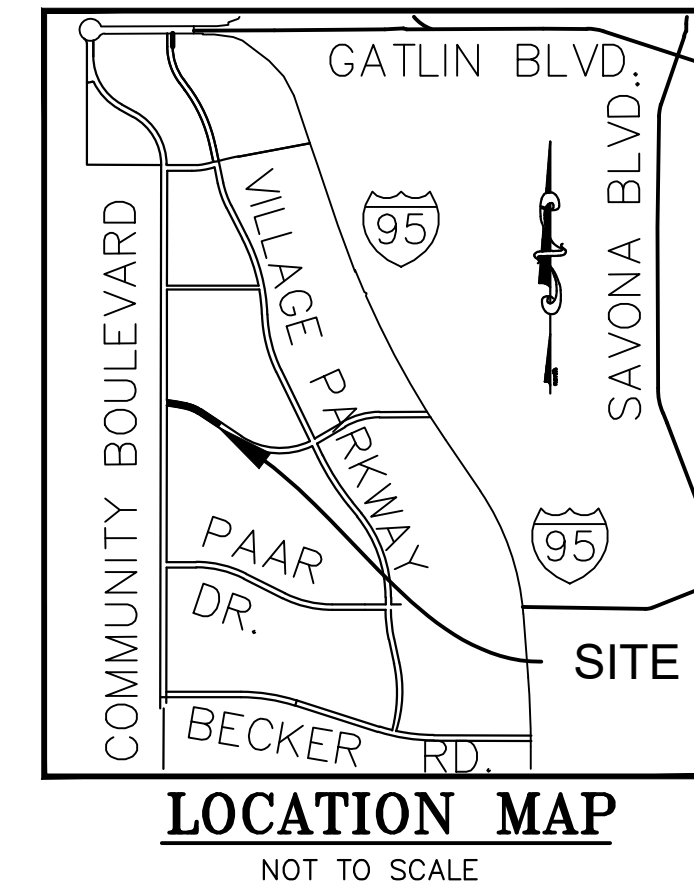 GATLIN BLVD.
SAVONA BLVD.
95
VILLAGE PARKWAY
COMMUNITY BOULEVARD
95
PAAR
DR.
SITE
BECKER RD.
LOCATION MAP
NOT TO SCALE